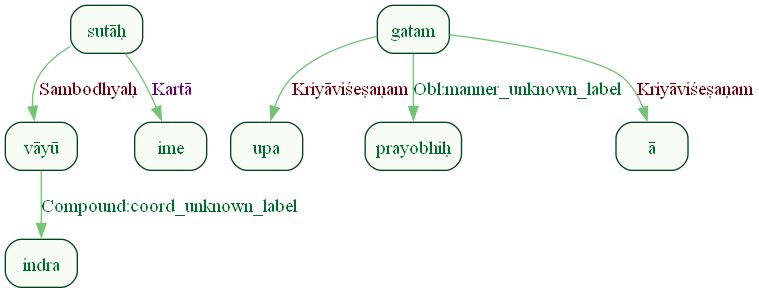 sutāḥ gatam
Sambodhyaḥ Kartā Kriyāviśeṣaṇam Obl:manner_unknown_label Kriyāviśeṣaṇam
vāyū ime upa prayobhiḥ ā
Compound:coord_unknown_label
indra